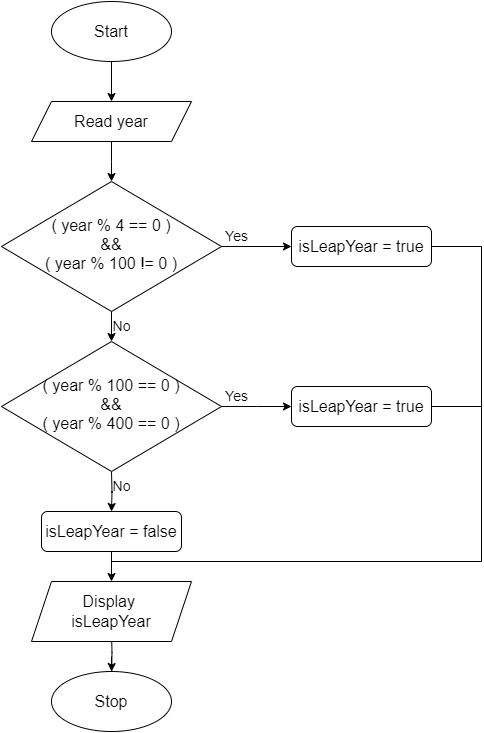 Start
Read year
( year % 4 == 0 )
&&
( year % 100 != 0 )
Yes
isLeapYear = true
No
( year % 100 == 0 )
&&
( year % 400 == 0 )
Yes
isLeapYear = true
No
isLeapYear = false
Display
isLeapYear
Stop